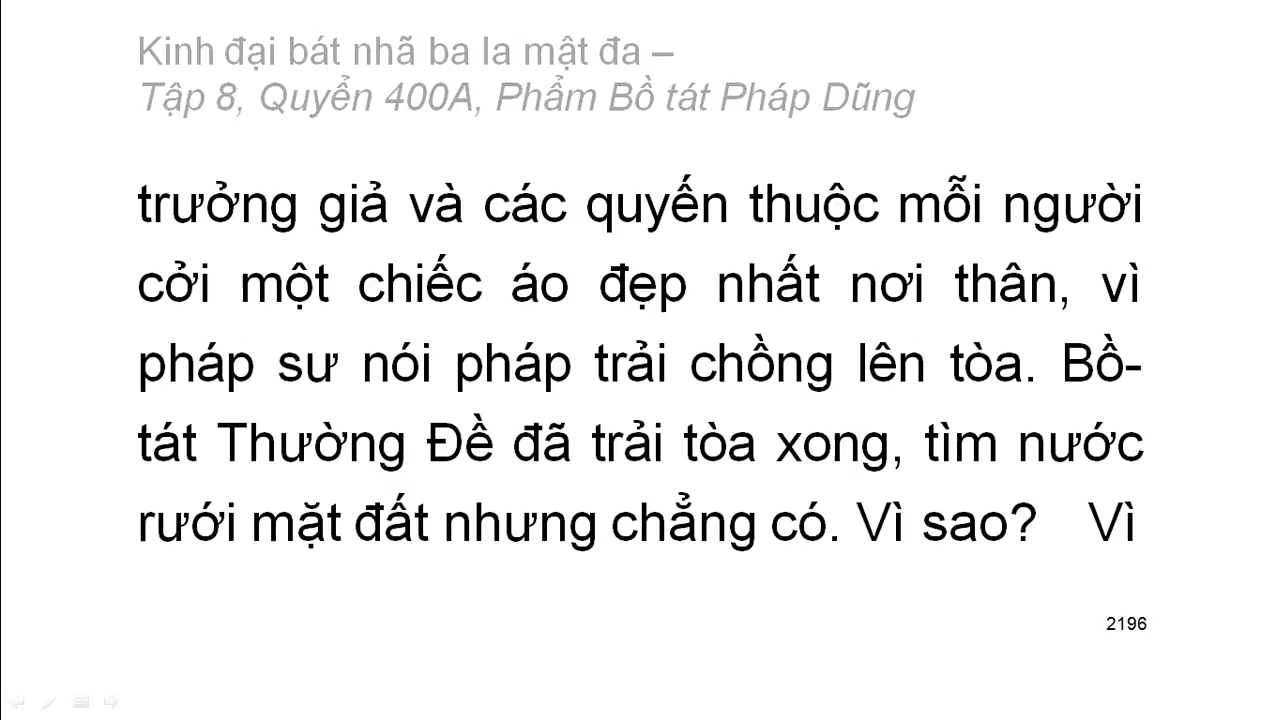 Kinh đại bát nhã ba la mật đa –
Tập 8, Quyển 400A, Phẩm Bồ tát Pháp Dũng
trưởng giả và các quyến thuộc mỗi người
cởi một chiếc áo đẹp nhất nơi thân, vì
pháp sư nói pháp trải chồng lên tòa. Bồ-
tát Thường Đề đã trải tòa xong, tìm nước
rưới mặt đất nhưng chẳng có. Vì sao? Vì
2196